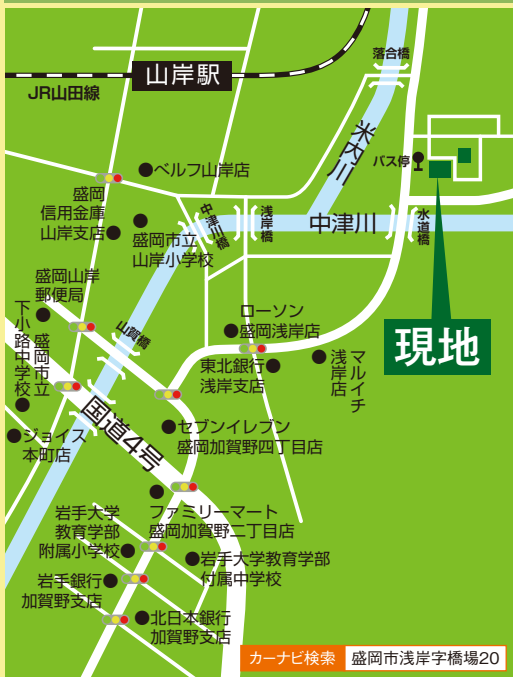 落合橋
山岸駅
JR山田線
米内川
バス停
ベルフ山岸店
盛岡
信用金庫
山岸支店
盛岡市立
山岸小学校
中津川橋
浅岸橋
中津川
水道橋
盛岡山岸
郵便局
盛岡市立
下小路中学校
山賀橋
ローソン
盛岡浅岸店
東北銀行
浅岸支店
マルイチ
浅岸店
現地
ジョイス
本町店
国道4号
セブンイレブン
盛岡加賀野四丁目店
ファミリーマート
盛岡加賀野二丁目店
岩手大学
教育学部
附属小学校
岩手大学教育学部
付属中学校
岩手銀行
加賀野支店
北日本銀行
加賀野支店
カーナビ検索 盛岡市浅岸字橋場20